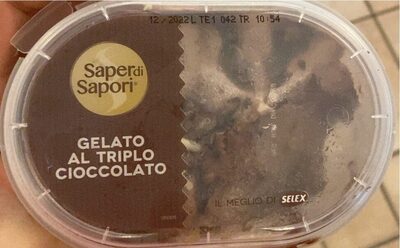 12/2022 L TE1 042 TR 10:54
Saper di
Sapori®
GELATO
AL TRIPLO
CIOCCOLATO
IL MEGLIO DI SELEX